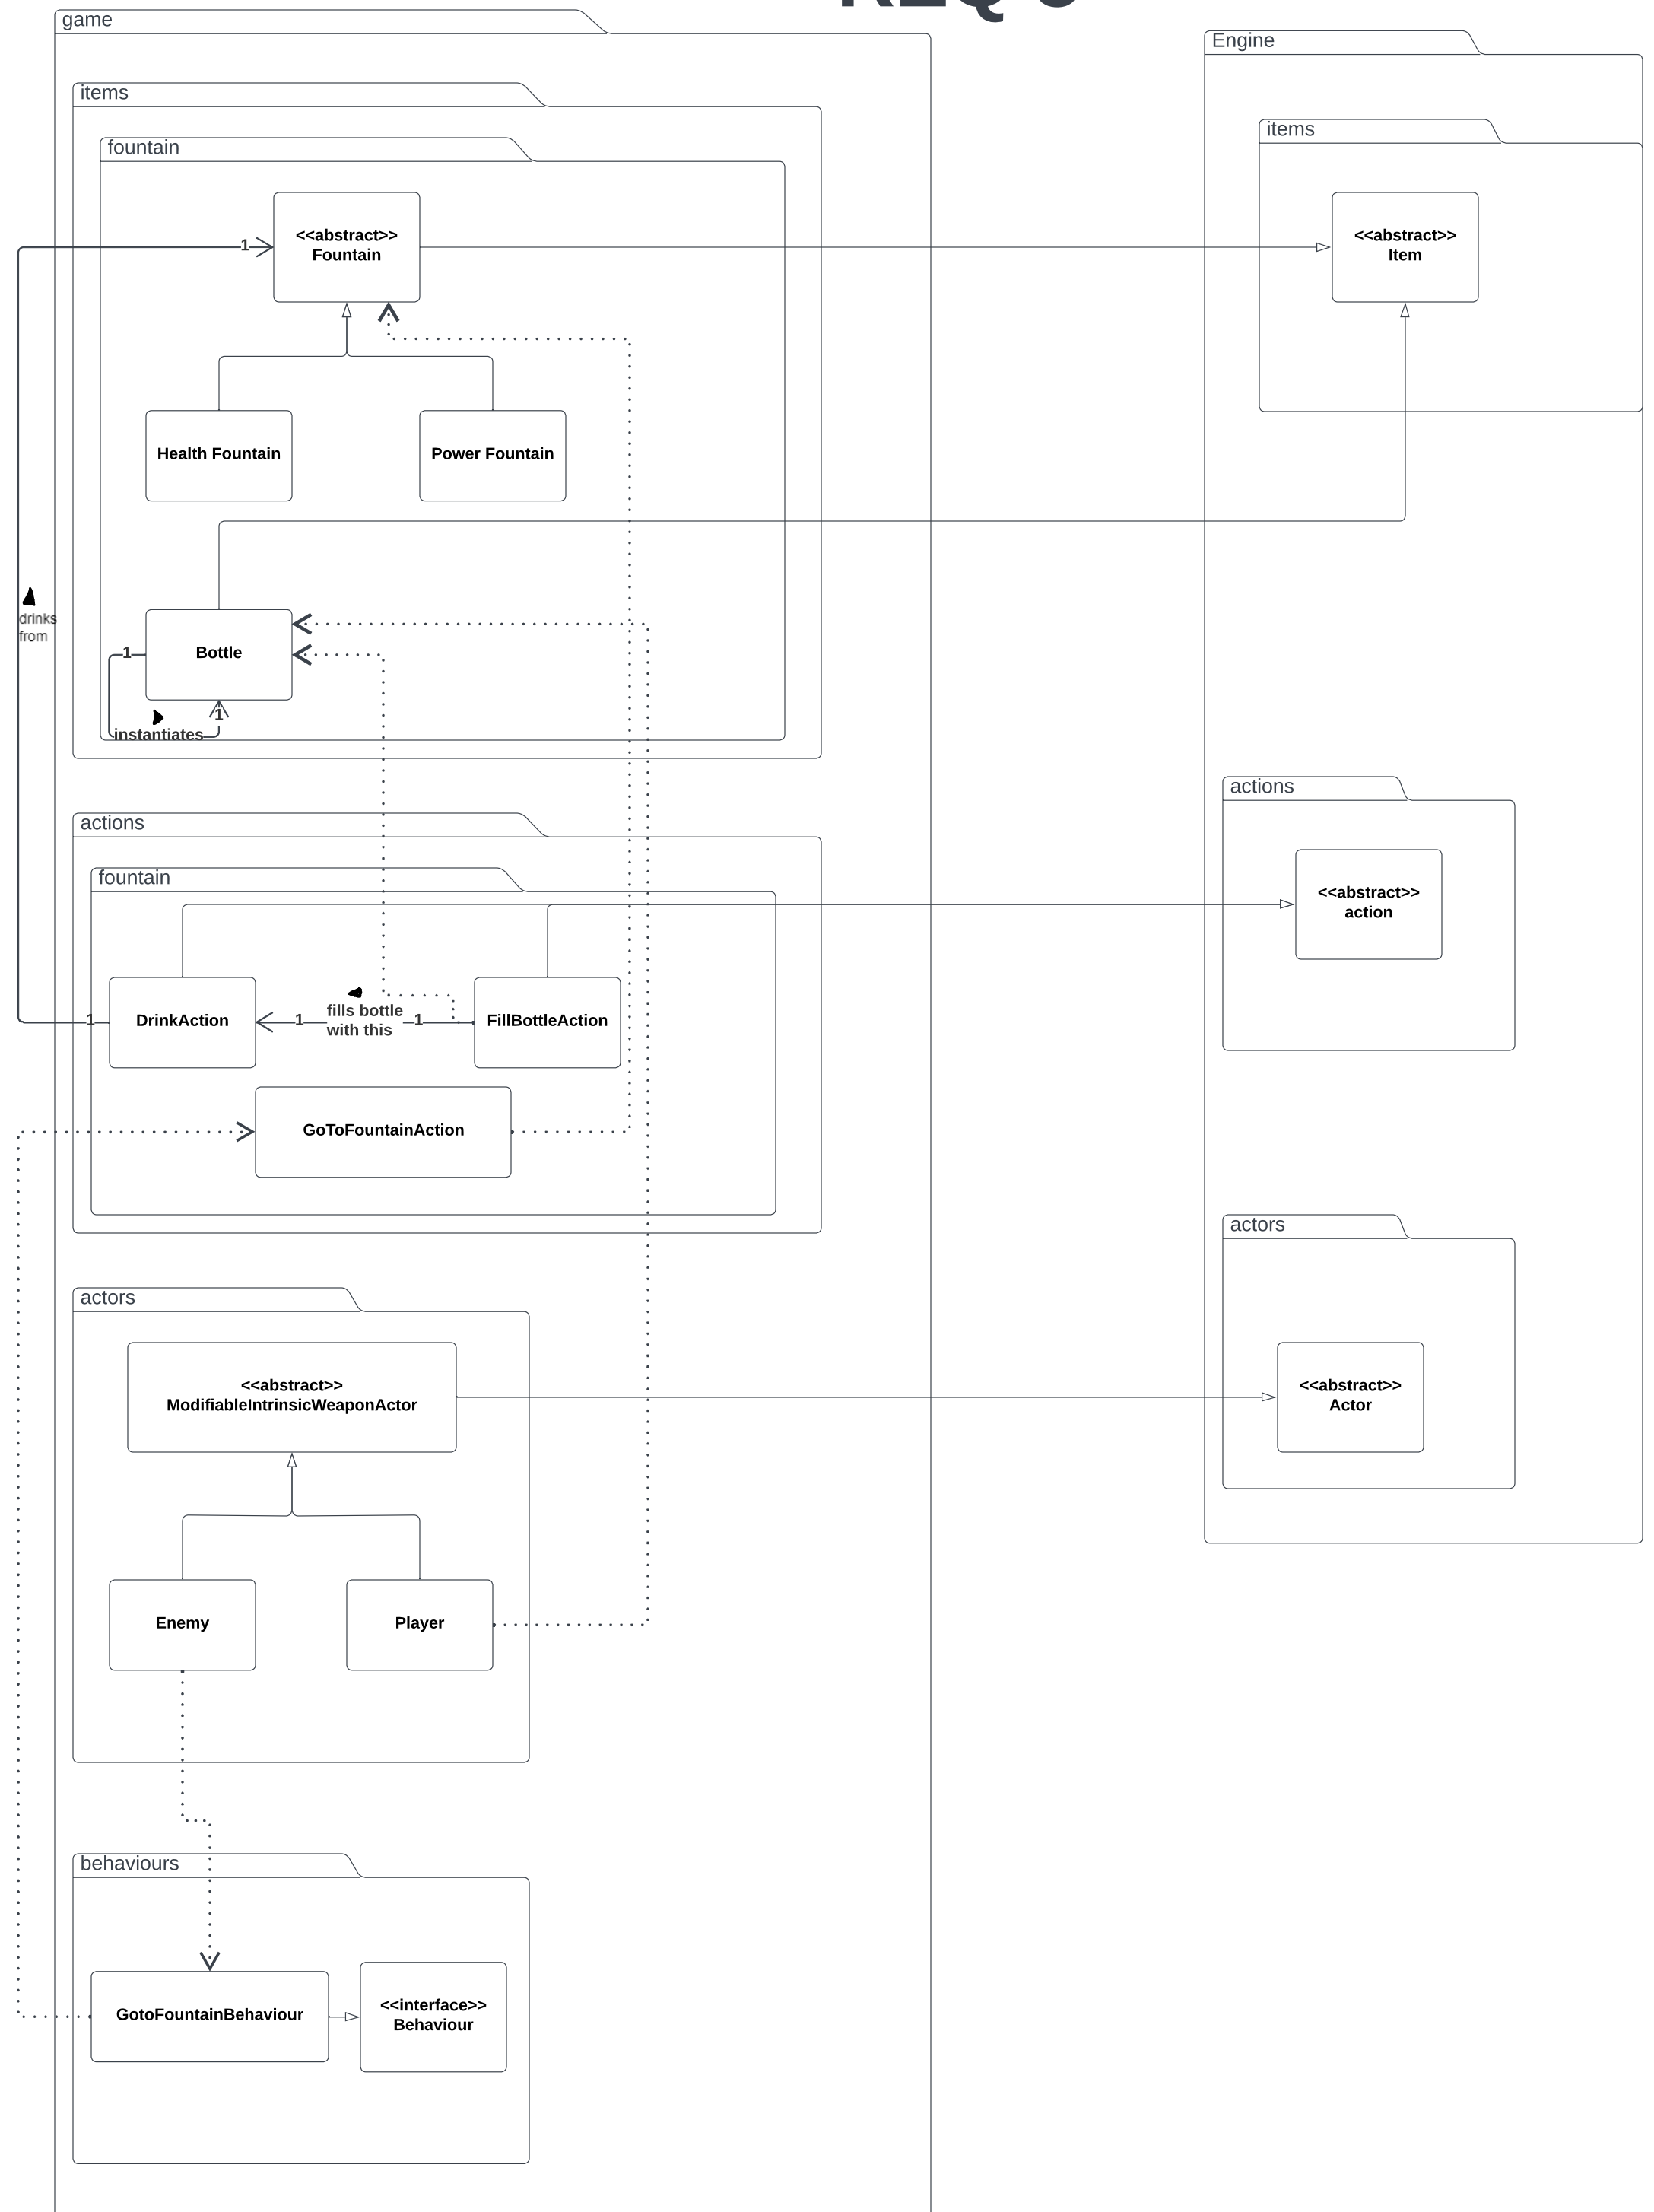 game
Engine
items
items
fountain
<<abstract>>
Fountain
<<abstract>>
Item
1
Health Fountain
Power Fountain
drinks
from
Bottle
1
1
instantiates
actions
actions
fountain
<<abstract>>
action
DrinkAction
FillBottleAction
fills bottle
with this
1
1
1
GoToFountainAction
actors
actors
<<abstract>>
ModifiableIntrinsicWeaponActor
<<abstract>>
Actor
Enemy
Player
behaviours
GotoFountainBehaviour
<<interface>>
Behaviour